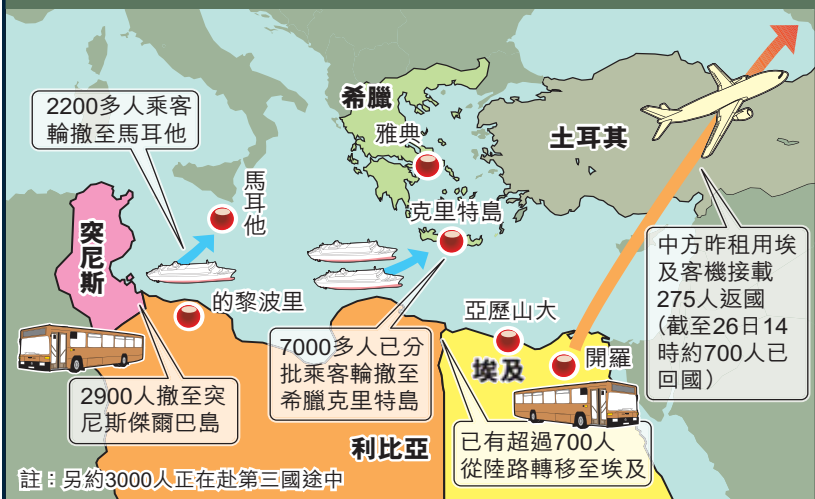 2200多人乘客
輪撤至馬耳他
希臘
雅典
土耳其
馬耳他
克里特島
突尼斯
中方昨租用埃
及客機接載
275人返國
(截至26日14
時約700人已
回國)
的黎波里
亞歷山大
7000多人已分
批乘客輪撤至
希臘克里特島
埃及
開羅
2900人撤至突
尼斯傑爾巴島
利比亞
已有超過700人
從陸路轉移至埃及
註：另約3000人正在赴第三國途中